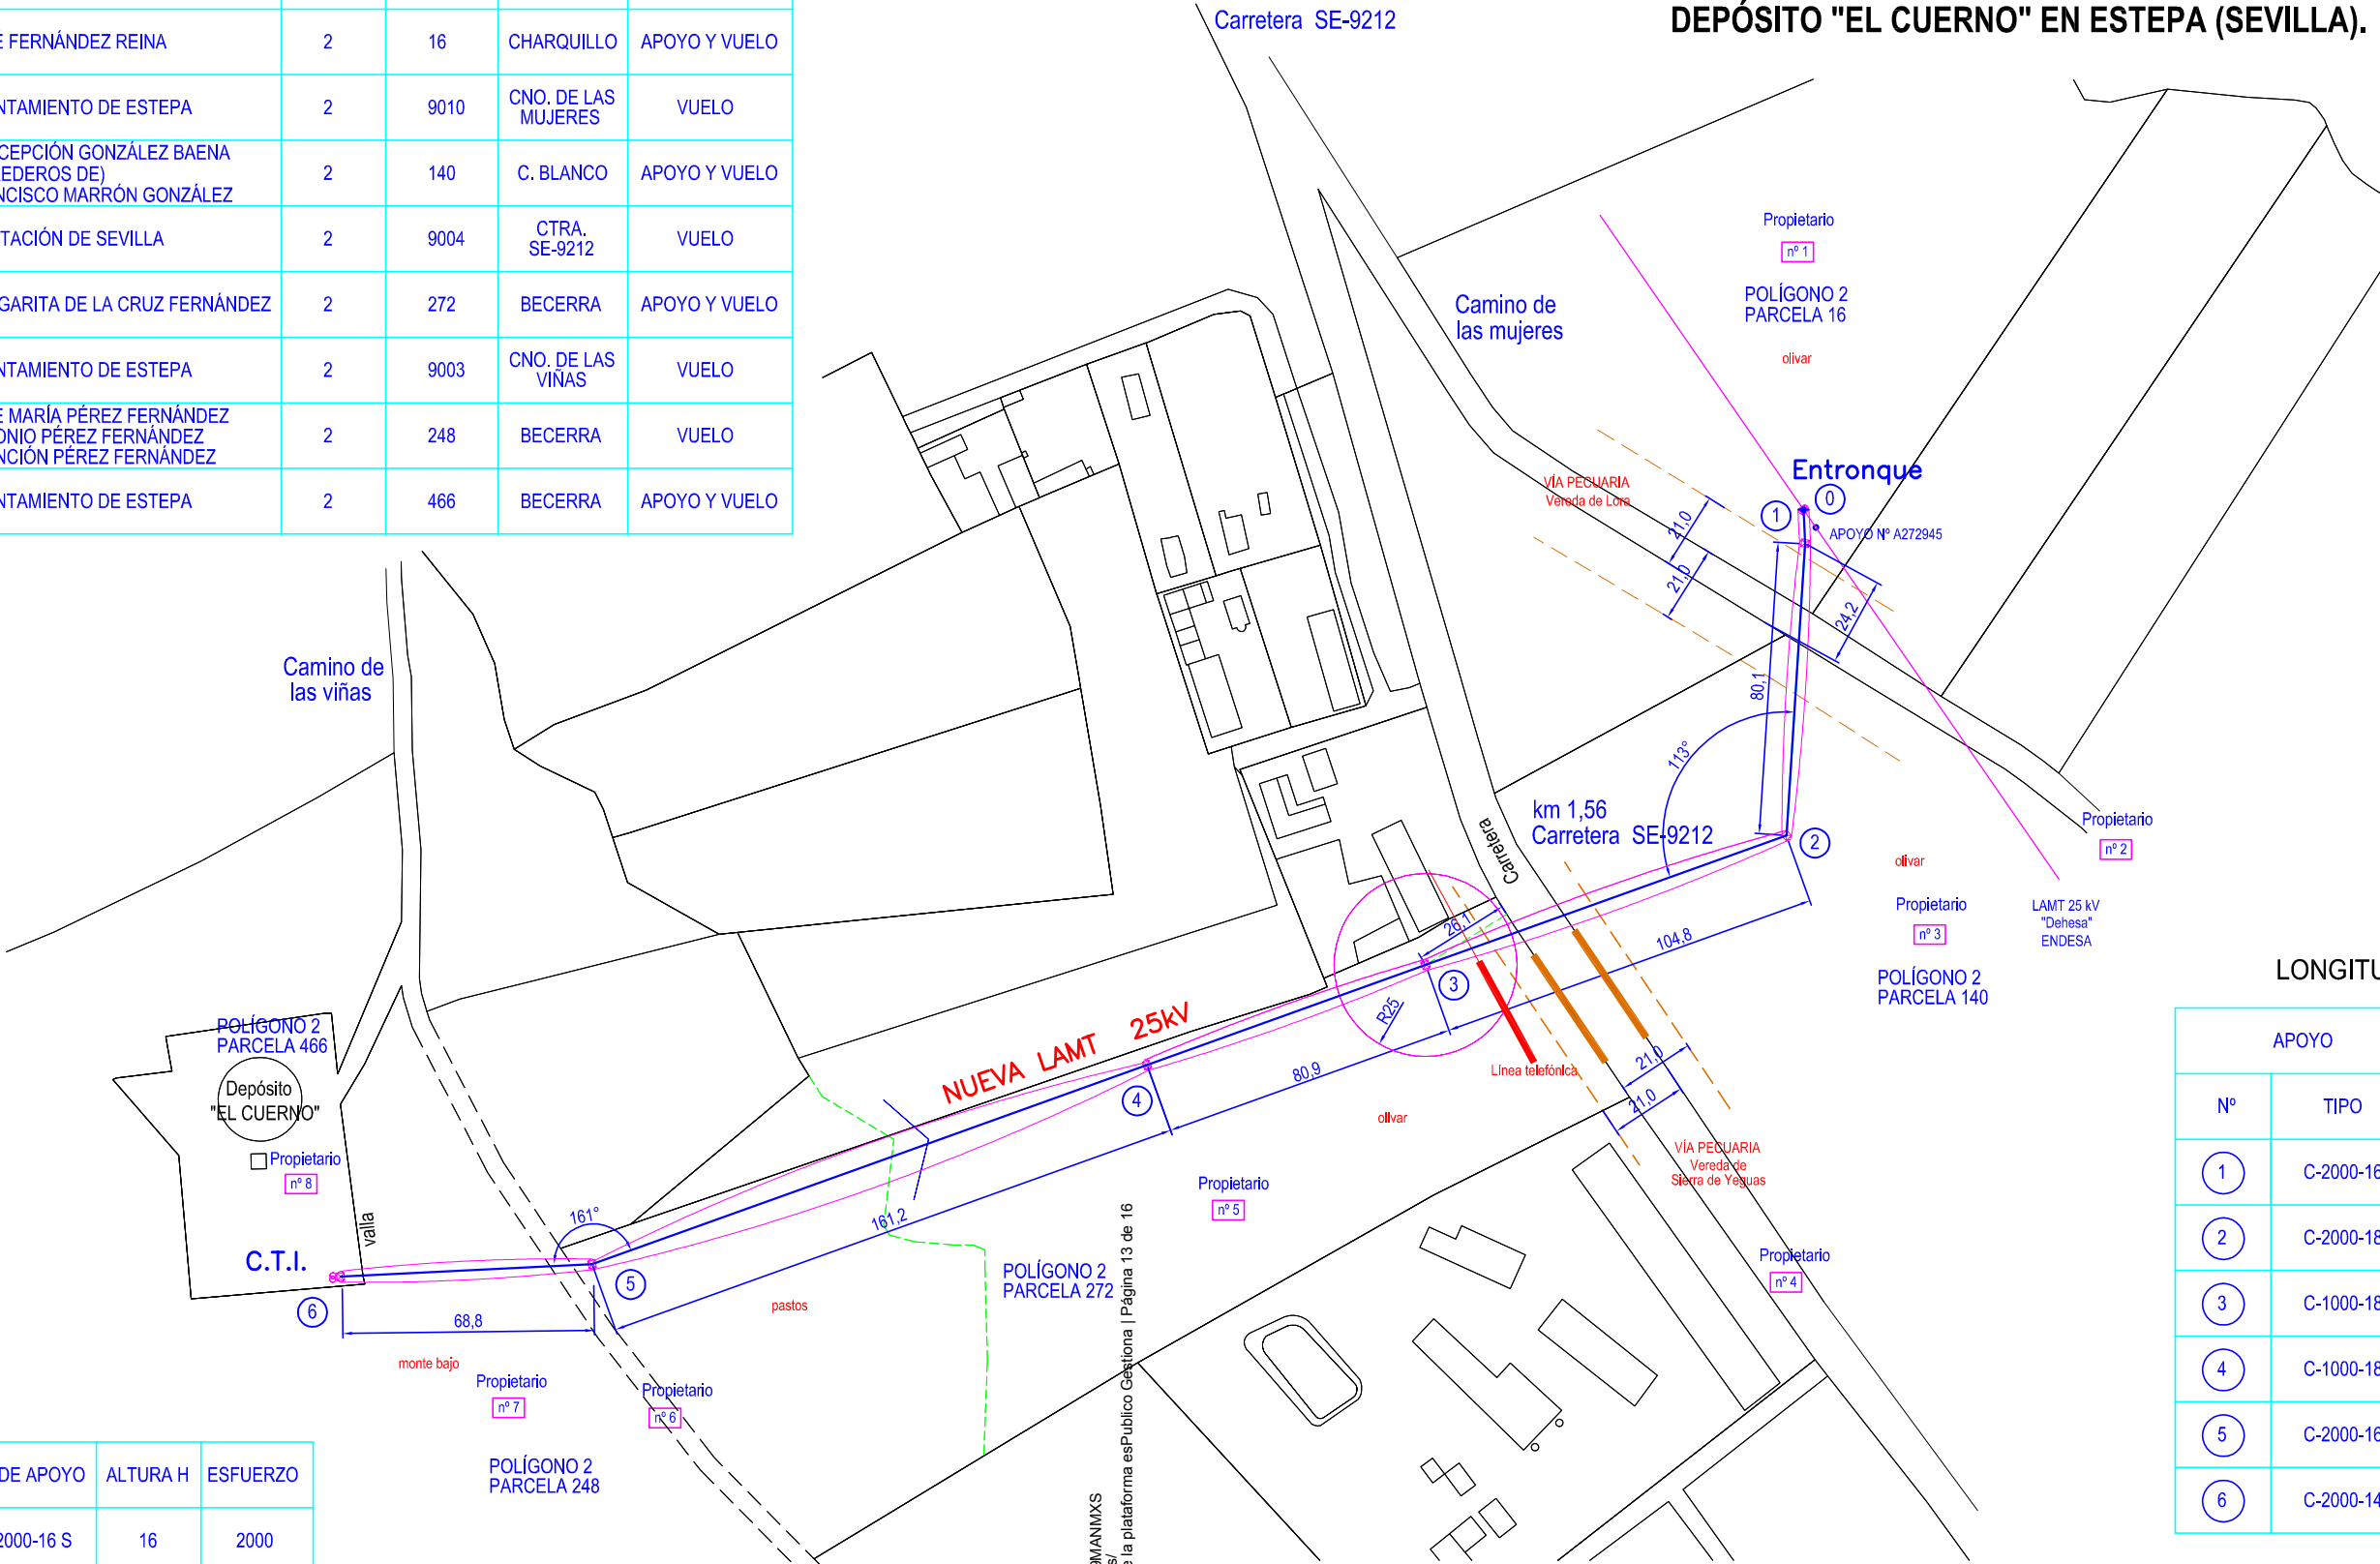 DEPÓSITO "EL CUERNO" EN ESTEPA (SEVILLA).
FERNÁNDEZ REINA 2 16 CHARQUILLO APOYO Y VUELO
NTAMIENTO DE ESTEPA 2 9010 CNO. DE LAS MUJERES VUELO
CEPCIÓN GONZÁLEZ BAENA
EDEROS DE)
NCISCO MARRÓN GONZÁLEZ
2 140 C. BLANCO APOYO Y VUELO
TACIÓN DE SEVILLA 2 9004 CTRA. SE-9212 VUELO
GARITA DE LA CRUZ FERNÁNDEZ 2 272 BECERRA APOYO Y VUELO
NTAMIENTO DE ESTEPA 2 9003 CNO. DE LAS VIÑAS VUELO
E MARÍA PÉREZ FERNÁNDEZ
ONIO PÉREZ FERNÁNDEZ
NCIÓN PÉREZ FERNÁNDEZ
2 248 BECERRA VUELO
NTAMIENTO DE ESTEPA 2 466 BECERRA APOYO Y VUELO
Carretera SE-9212
Propietario
nº 1
POLÍGONO 2
PARCELA 16
olivar
Camino de
las mujeres
VÍA PECUARIA
Vereda de Lora
Entronque
0
1
APOYO Nº A272945
21,0
21,0
24,2
80,1
113°
Camino de
las viñas
km 1,56
Carretera SE-9212
Carretera
2
Propietario
nº 2
olivar
Propietario
nº 3
LAMT 25 kV
"Dehesa"
ENDESA
POLÍGONO 2
PARCELA 140
26,1
104,8
3
R25
Línea telefónica
NUEVA LAMT 25kV
4
80,9
21,0
21,0
olivar
VÍA PECUARIA
Vereda de
Sierra de Yeguas
POLÍGONO 2
PARCELA 466
Depósito
"EL CUERNO"
Propietario
nº 8
valla
C.T.I.
6
161°
5
161,2
68,8
Propietario
nº 5
POLÍGONO 2
PARCELA 272
Propietario
nº 4
pastos
monte bajo
Propietario
nº 7
Propietario
nº 6
POLÍGONO 2
PARCELA 248
DE APOYO ALTURA H ESFUERZO
2000-16 S 16 2000
9MANMXS
s/
e la plataforma esPublico Gestiona | Página 13 de 16
LONGITU
APOYO
Nº TIPO
1 C-2000-16
2 C-2000-18
3 C-1000-18
4 C-1000-18
5 C-2000-16
6 C-2000-14